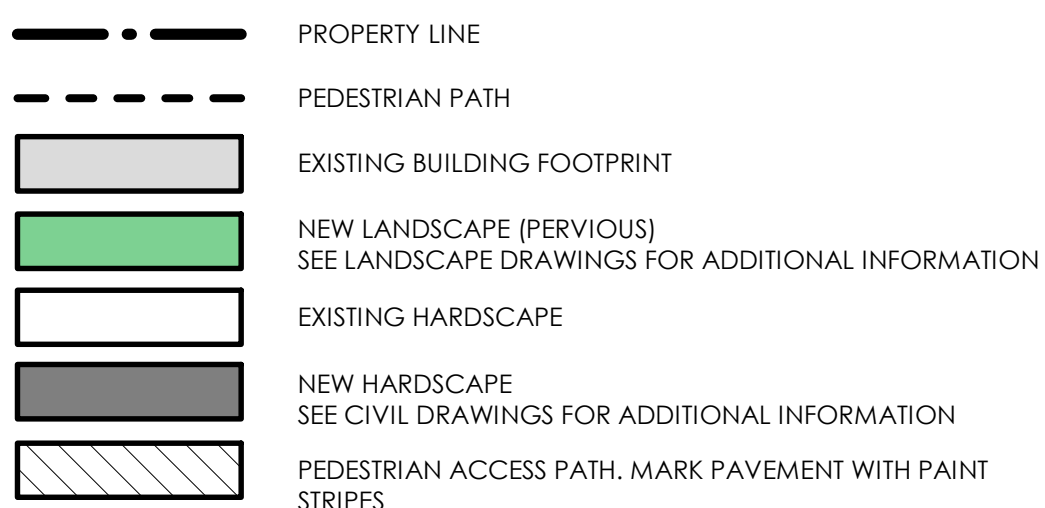 PROPERTY LINE
PEDESTRIAN PATH
EXISTING BUILDING FOOTPRINT
NEW LANDSCAPE (PERVIOUS)
SEE LANDSCAPE DRAWINGS FOR ADDITIONAL INFORMATION
EXISTING HARDSCAPE
NEW HARDSCAPE
SEE CIVIL DRAWINGS FOR ADDITIONAL INFORMATION
PEDESTRIAN ACCESS PATH. MARK PAVEMENT WITH PAINT
STRIPES